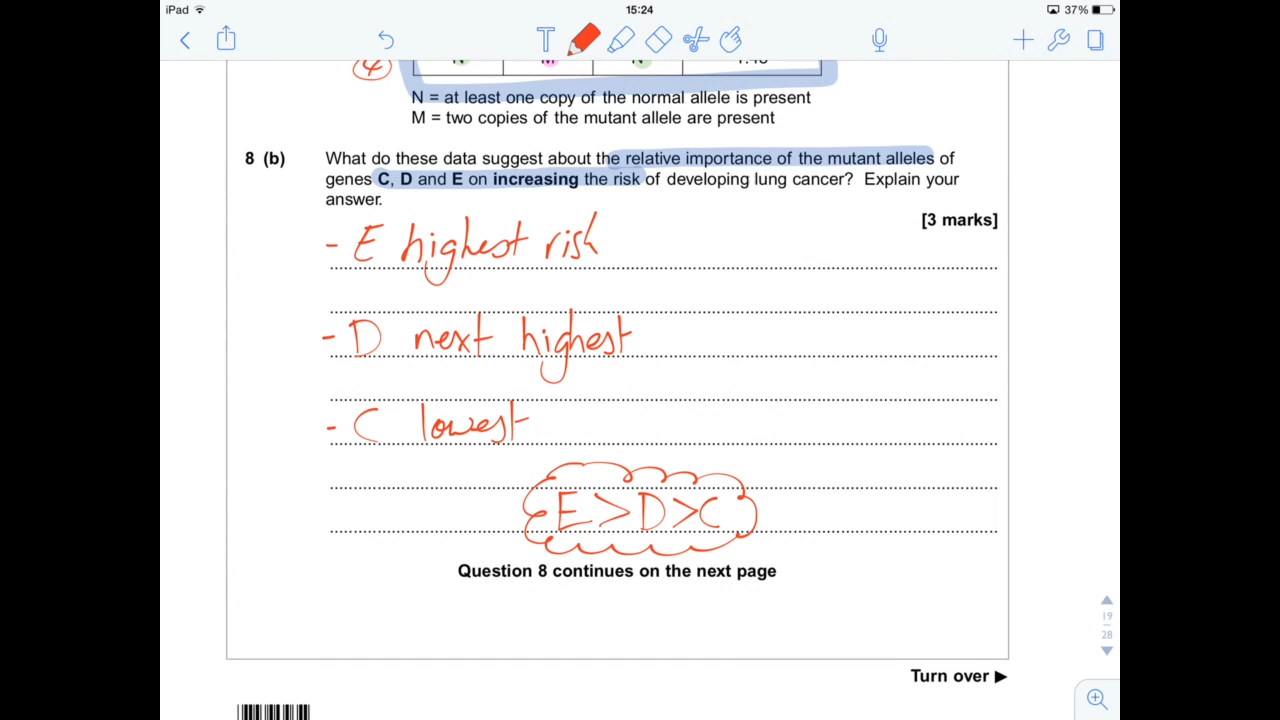 iPad
15:24
37%
T
4
N M N 1.48
N = at least one copy of the normal allele is present
M = two copies of the mutant allele are present
8 (b) What do these data suggest about the relative importance of the mutant alleles of
genes C, D and E on increasing the risk of developing lung cancer? Explain your
answer.
[3 marks]
- E highest risk
- D next highest
- C lowest
E > D > C
Question 8 continues on the next page
19
28
Turn over ▶